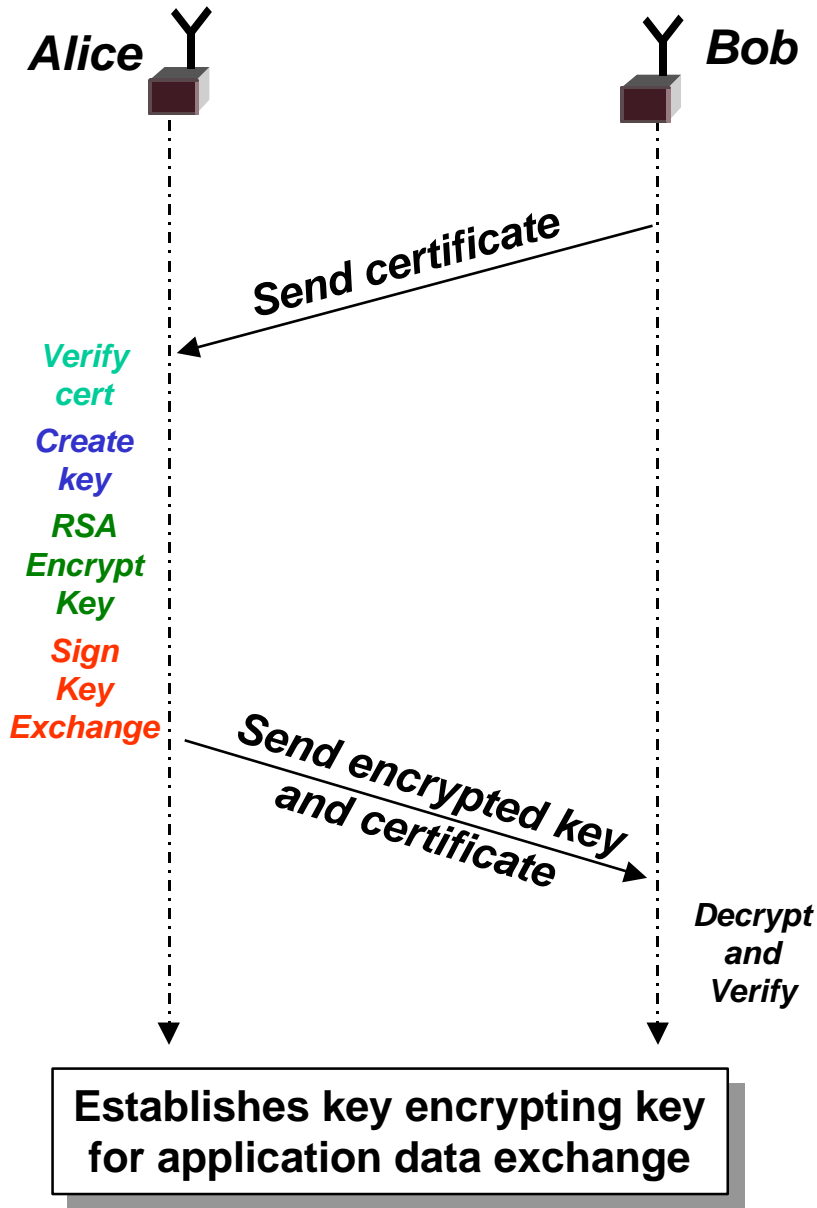 Alice
Bob
Send certificate
Verify
cert
Create
key
RSA
Encrypt
Key
Sign
Key
Exchange
Send encrypted key
and certificate
Decrypt
and
Verify
Establishes key encrypting key
for application data exchange